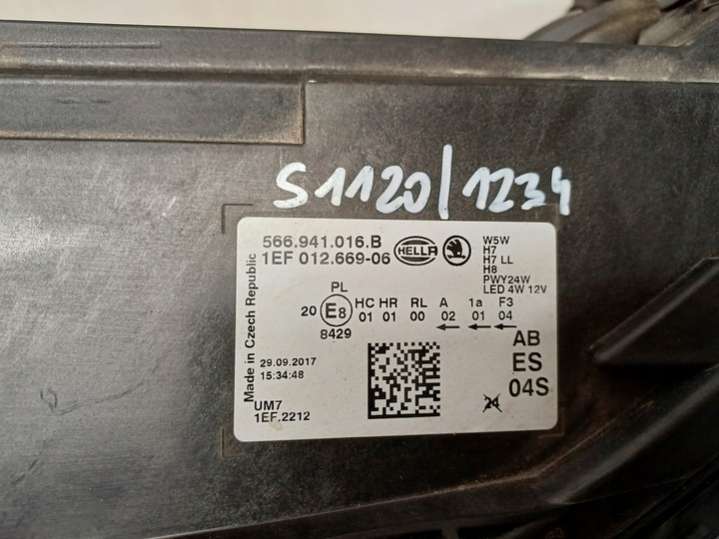 S1120/1234
566.941.016.B
1EF 012.669-06
HELLA
W5W
H7
H7 LL
H8
PWY24W
LED 4W 12V
Made in Czech Republic
PL
20 E8 HC HR RL A 1a F3
01 01 00 02 01 04
8429
29.09.2017
15:34:48
UM7
1EF.2212
AB
ES
04S
24